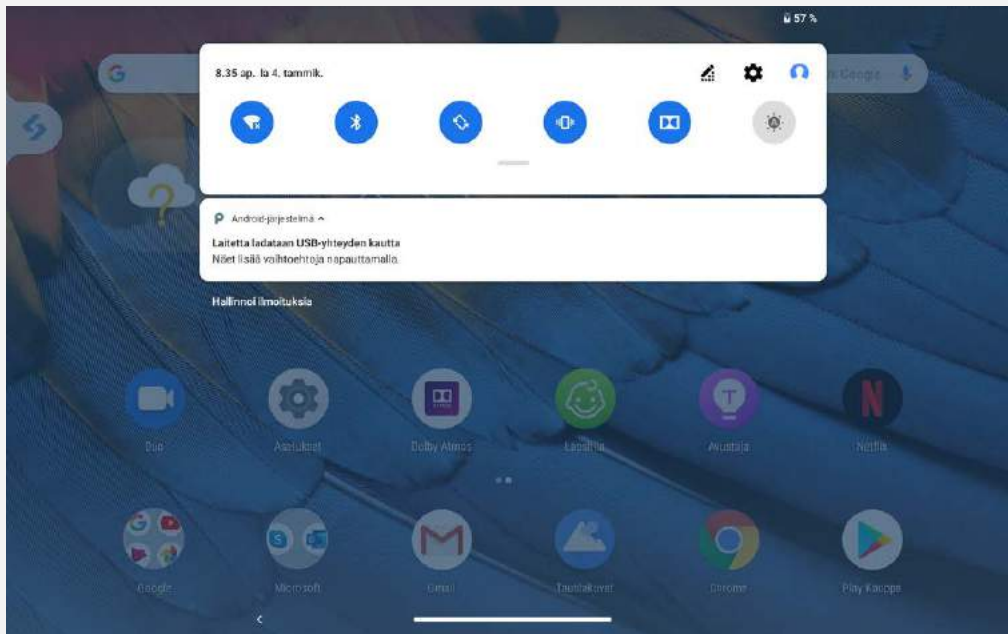 57 %
8.35 ap. la 4. tammik.
Google
Android-järjestelmä
Laitetta ladataan USB-yhteyden kautta
Näet lisää vaihtoehtoja napauttamalla.
Hallinnoi ilmoituksia
Duo
Asetukset
Dolby Atmos
Lapsitila
Avustaja
Netflix
Google
Microsoft
Gmail
Taustakuvat
Chrome
Play Kauppa